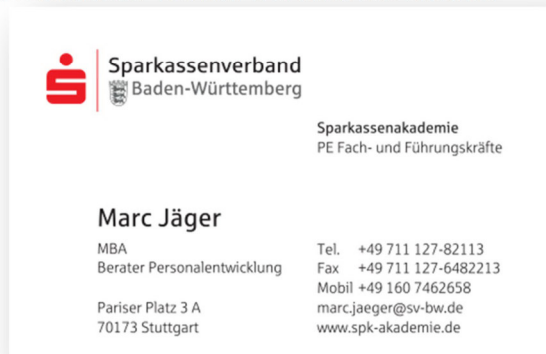 Sparkassenverband
Baden-Württemberg
Sparkassenakademie
PE Fach- und Führungskräfte
Marc Jäger
MBA
Berater Personalentwicklung
Pariser Platz 3 A
70173 Stuttgart
Tel. +49 711 127-82113
Fax +49 711 127-6482213
Mobil +49 160 7462658
marc.jaeger@sv-bw.de
www.spk-akademie.de